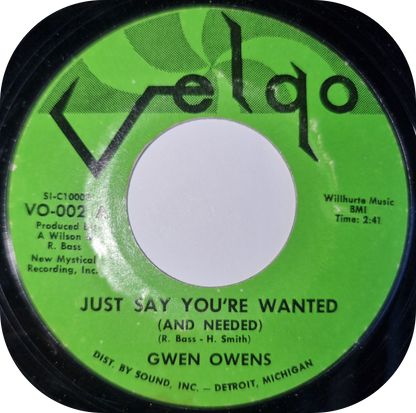 Velgo
SI-C10008
VO-002 A
Produced by
A Wilson
R. Bass
New Mystical
Recording, Inc.
Willhurte Music
BMI
Time: 2:41
JUST SAY YOU'RE WANTED
(AND NEEDED)
(R. Bass - H. Smith)
GWEN OWENS
DIST. BY SOUND, INC. — DETROIT, MICHIGAN